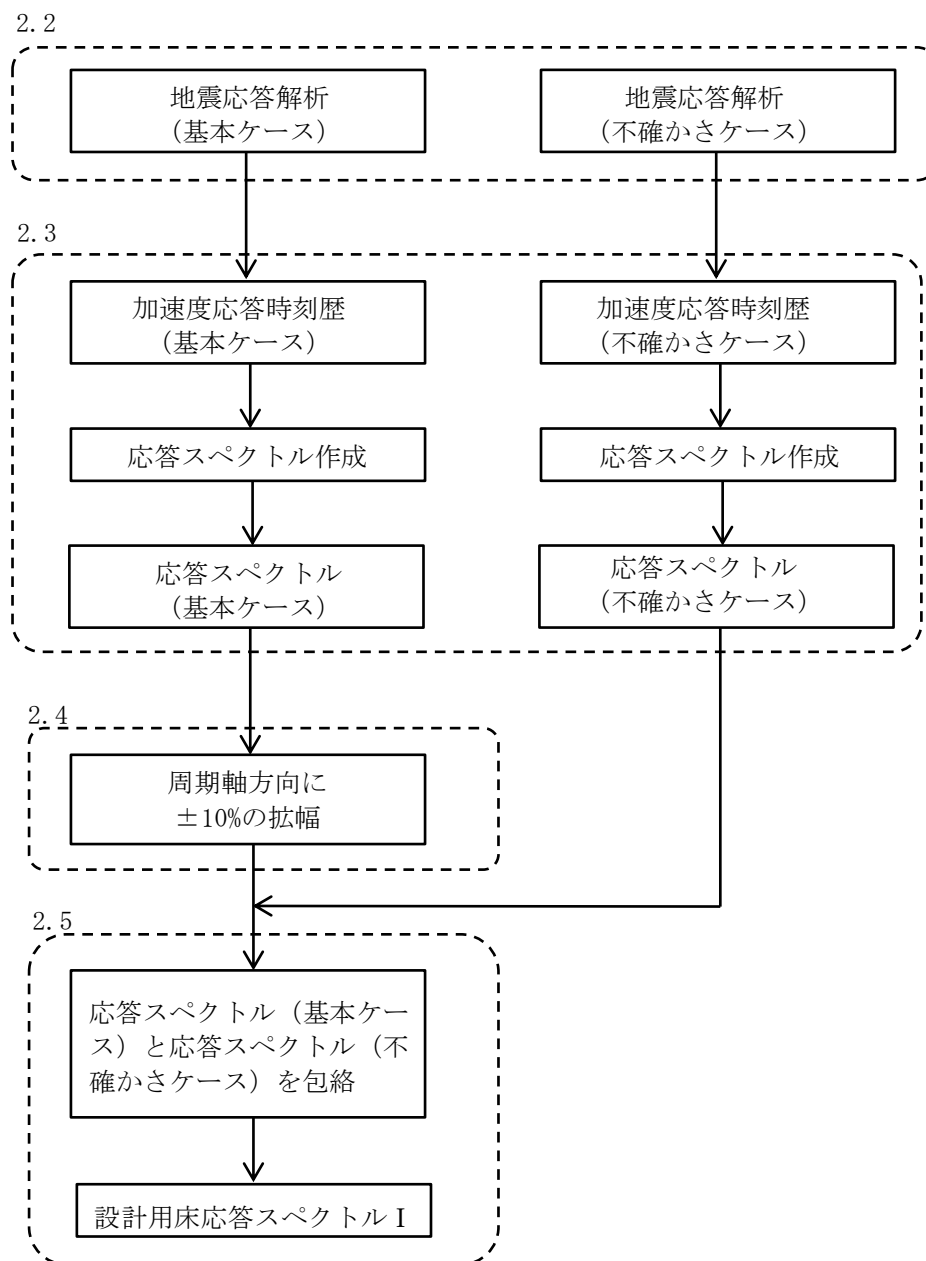 2.2
地震応答解析
（基本ケース）
地震応答解析
（不確かさケース）
2.3
加速度応答時刻歴
（基本ケース）
加速度応答時刻歴
（不確かさケース）
応答スペクトル作成
応答スペクトル作成
応答スペクトル
（基本ケース）
応答スペクトル
（不確かさケース）
2.4
周期軸方向に
±10%の拡幅
2.5
応答スペクトル（基本ケー
ス）と応答スペクトル（不
確かさケース）を包絡
設計用床応答スペクトルⅠ